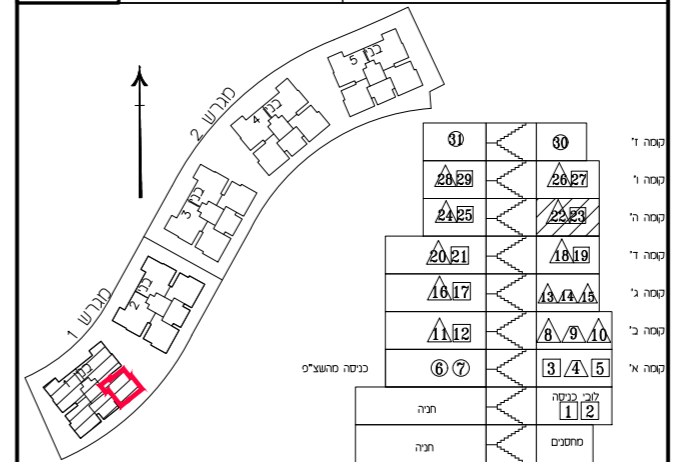 מגרש 2
בנין 5
בנין 4
בנין 3
מגרש 1
בנין 2
בנין 1
31 30 קומה ז'
28 29 26 27 קומה ו'
24 25 22 23 קומה ה'
20 21 18 19 קומה ד'
16 17 13 14 15 קומה ג'
11 12 8 9 10 קומה ב'
כניסה מהשצ"פ 6 7 3 4 5 קומה א'
חניה לובי כניסה
1 2
חניה מחסנים